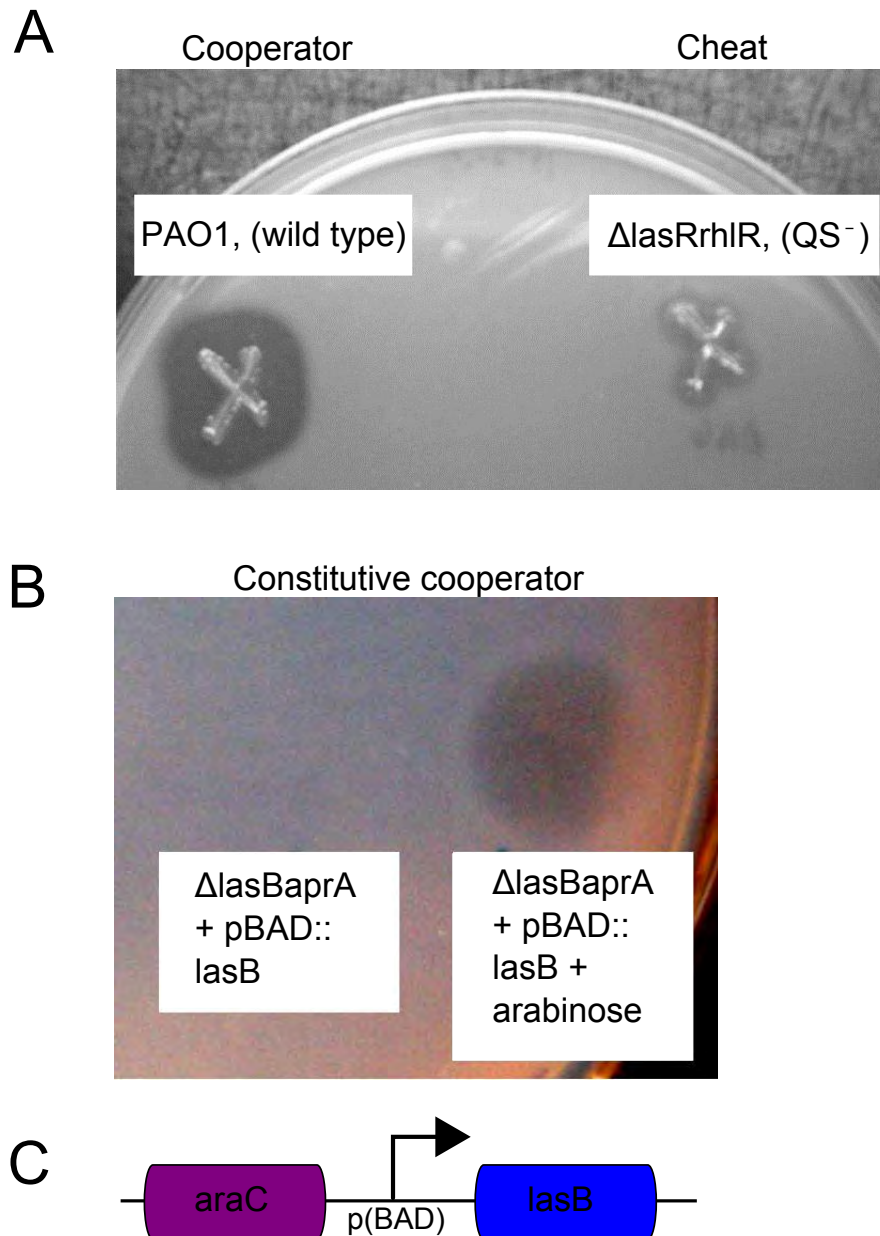 A
Cooperator
Cheat
PAO1, (wild type)
ΔlasRrhlR, (QS⁻)
B
Constitutive cooperator
ΔlasBaprA
+ pBAD::
lasB
ΔlasBaprA
+ pBAD::
lasB +
arabinose
C
araC
p(BAD)
lasB